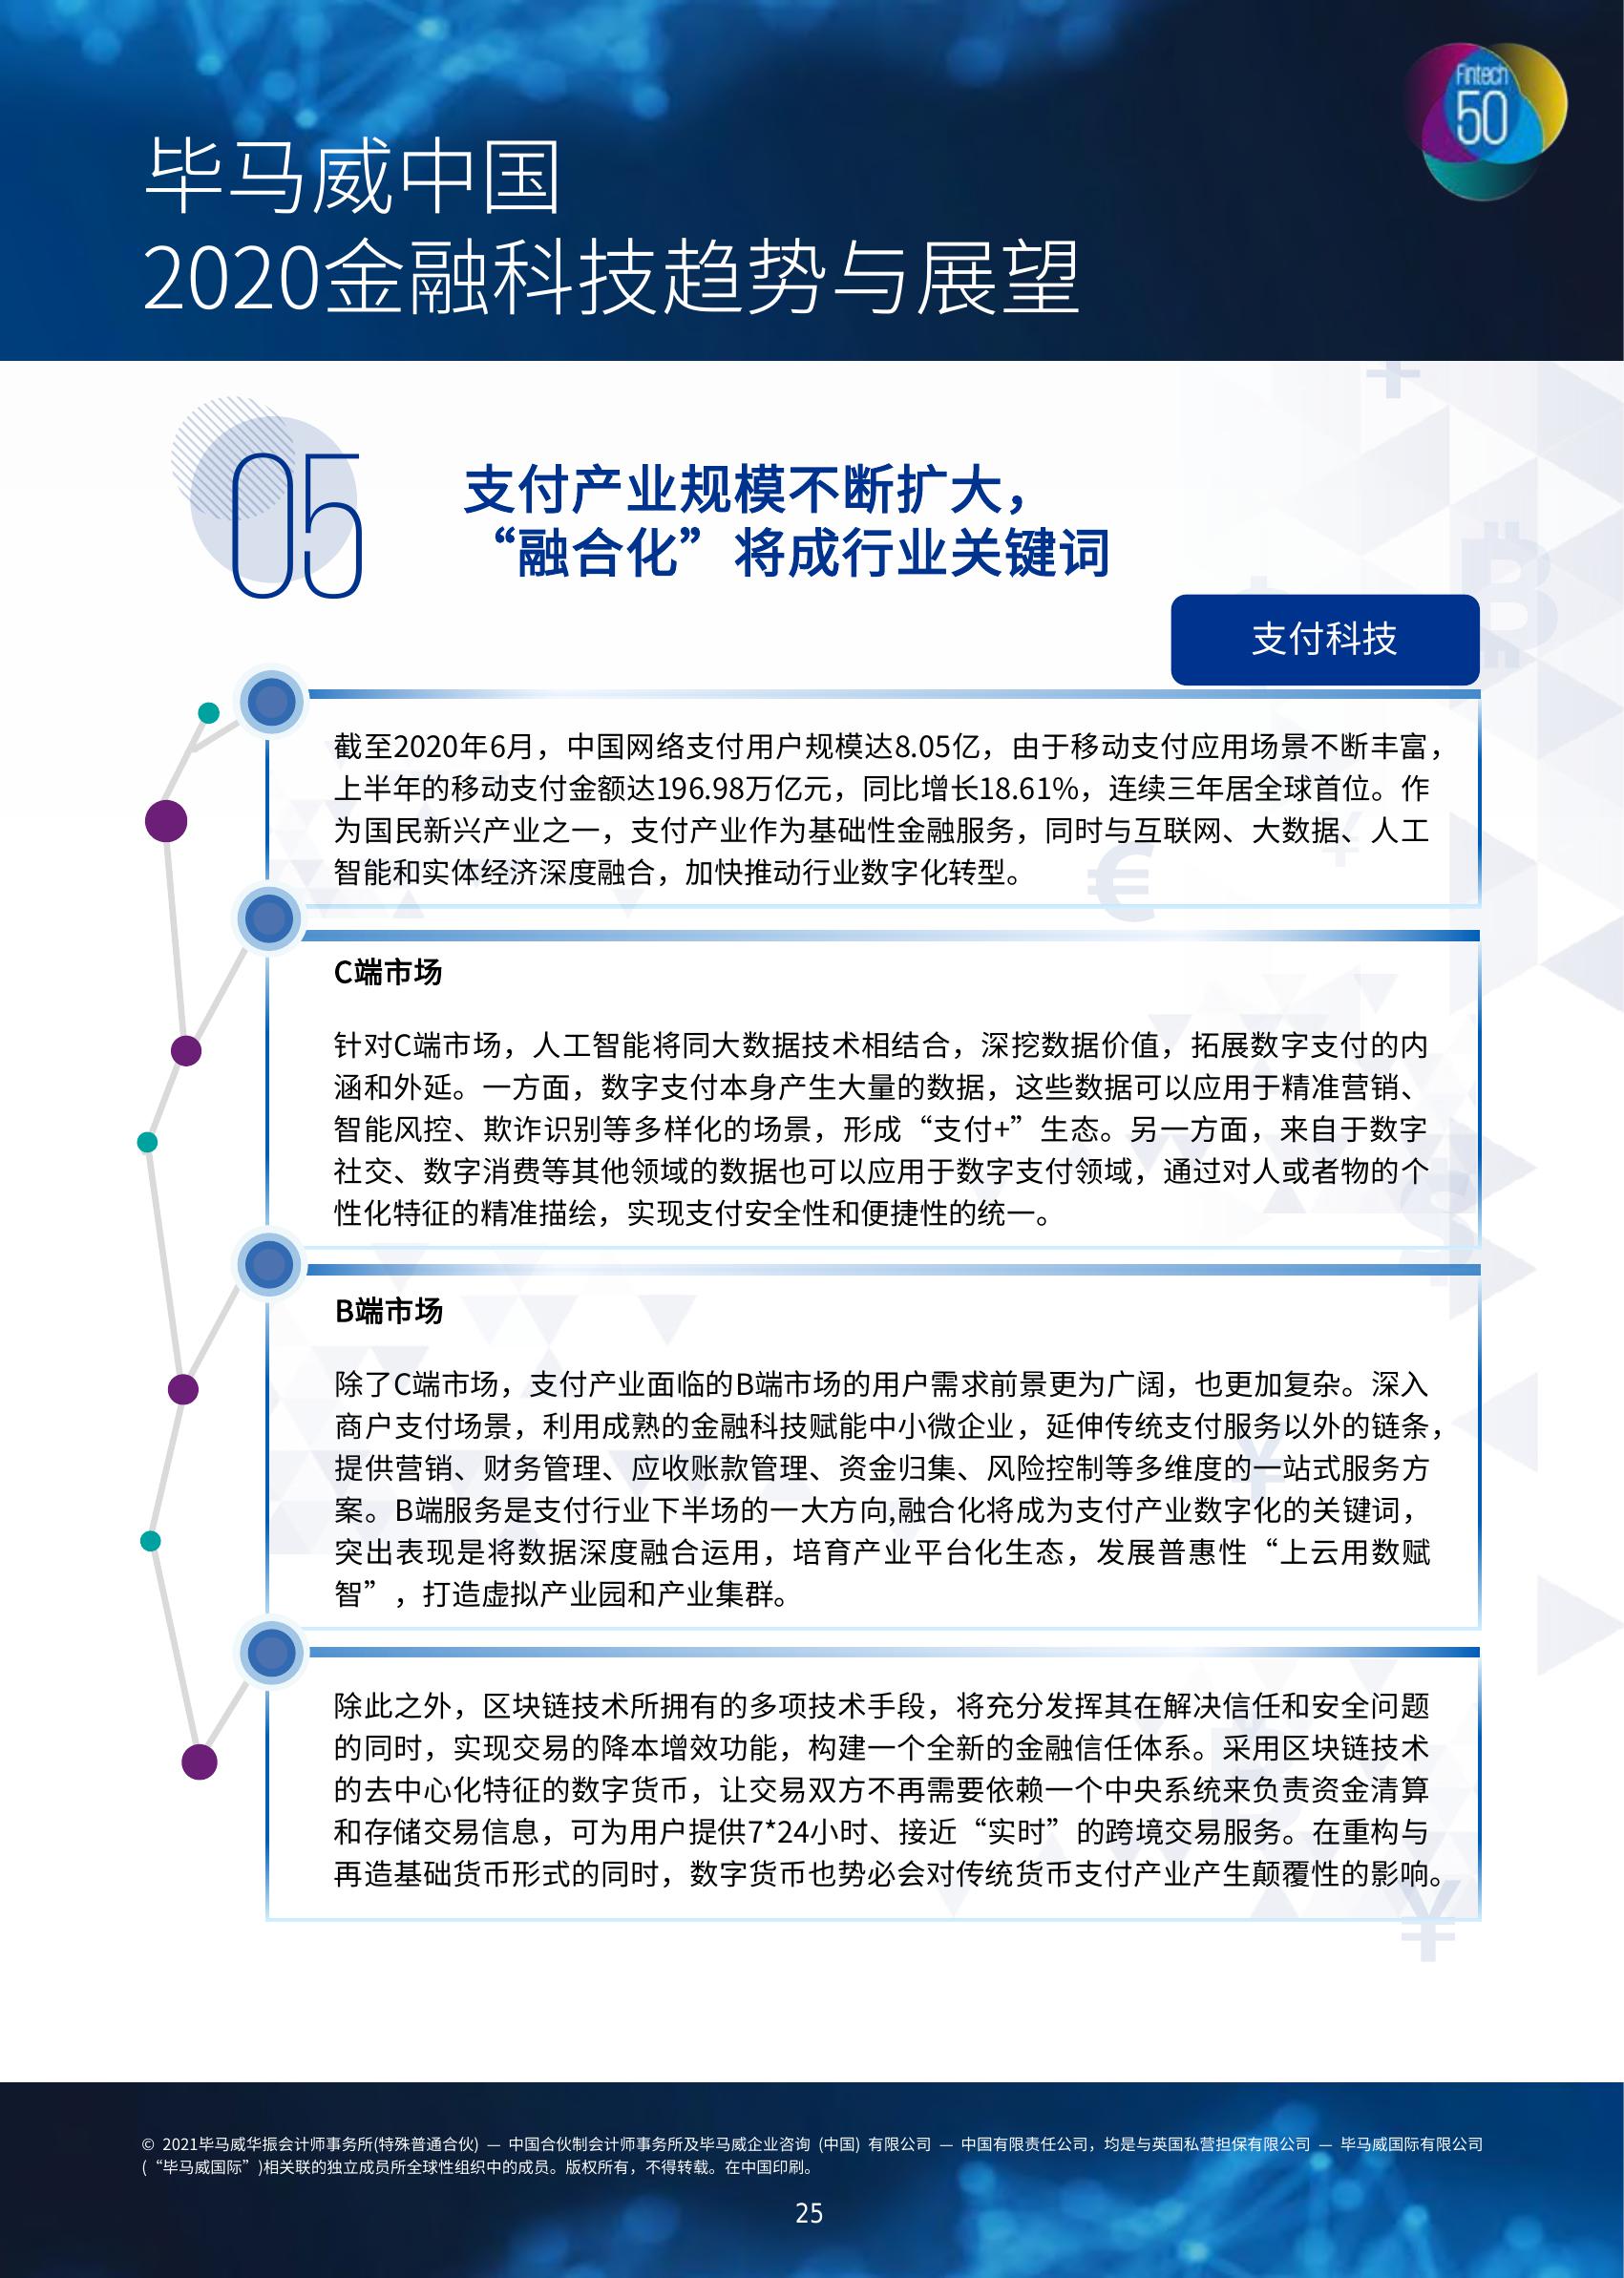 Fintech
50
毕马威中国
2020金融科技趋势与展望
05
支付产业规模不断扩大，
“融合化”将成行业关键词
支付科技
截至2020年6月，中国网络支付用户规模达8.05亿，由于移动支付应用场景不断丰富，
上半年的移动支付金额达196.98万亿元，同比增长18.61%，连续三年居全球首位。作
为国民新兴产业之一，支付产业作为基础性金融服务，同时与互联网、大数据、人工
智能和实体经济深度融合，加快推动行业数字化转型。
C端市场
针对C端市场，人工智能将同大数据技术相结合，深挖数据价值，拓展数字支付的内
涵和外延。一方面，数字支付本身产生大量的数据，这些数据可以应用于精准营销、
智能风控、欺诈识别等多样化的场景，形成“支付+”生态。另一方面，来自于数字
社交、数字消费等其他领域的数据也可以应用于数字支付领域，通过对人或者物的个
性化特征的精准描绘，实现支付安全性和便捷性的统一。
B端市场
除了C端市场，支付产业面临的B端市场的用户需求前景更为广阔，也更加复杂。深入
商户支付场景，利用成熟的金融科技赋能中小微企业，延伸传统支付服务以外的链条，
提供营销、财务管理、应收账款管理、资金归集、风险控制等多维度的一站式服务方
案。B端服务是支付行业下半场的一大方向,融合化将成为支付产业数字化的关键词，
突出表现是将数据深度融合运用，培育产业平台化生态，发展普惠性“上云用数赋
智”，打造虚拟产业园和产业集群。
除此之外，区块链技术所拥有的多项技术手段，将充分发挥其在解决信任和安全问题
的同时，实现交易的降本增效功能，构建一个全新的金融信任体系。采用区块链技术
的去中心化特征的数字货币，让交易双方不再需要依赖一个中央系统来负责资金清算
和存储交易信息，可为用户提供7*24小时、接近“实时”的跨境交易服务。在重构与
再造基础货币形式的同时，数字货币也势必会对传统货币支付产业产生颠覆性的影响。
© 2021毕马威华振会计师事务所(特殊普通合伙) — 中国合伙制会计师事务所及毕马威企业咨询 (中国) 有限公司 — 中国有限责任公司，均是与英国私营担保有限公司 — 毕马威国际有限公司
(“毕马威国际”)相关联的独立成员所全球性组织中的成员。版权所有，不得转载。在中国印刷。
25